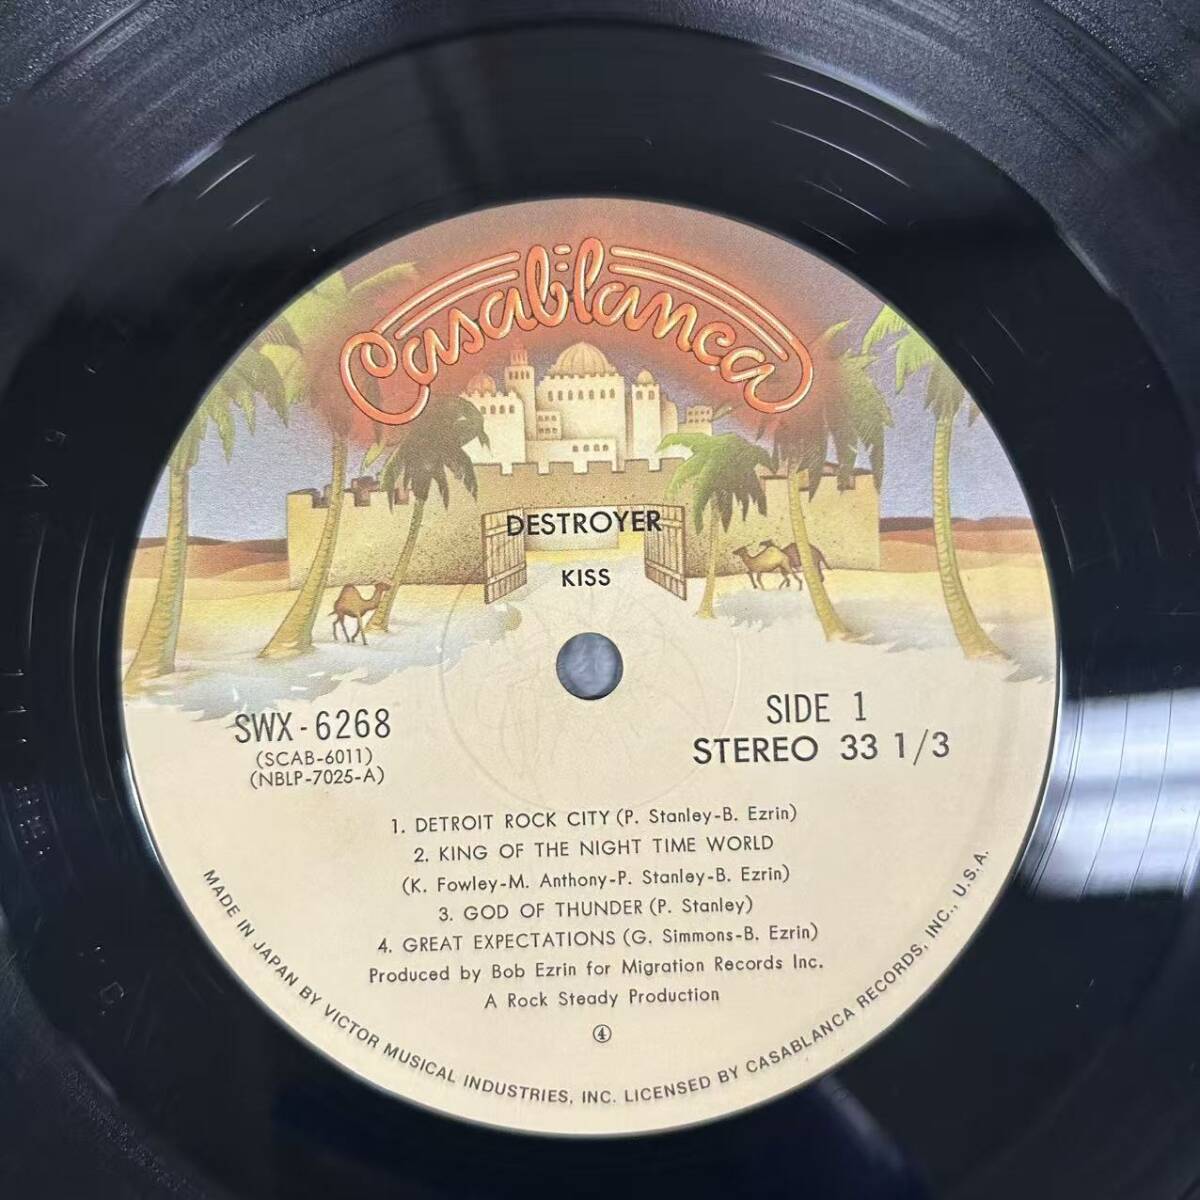 Casablanca
DESTROYER
KISS
SWX-6268
(SCAB-6011)
(NBLP-7025-A)
SIDE 1
STEREO 33 1/3
1. DETROIT ROCK CITY (P. Stanley-B. Ezrin)
2. KING OF THE NIGHT TIME WORLD
(K. Fowley-M. Anthony-P. Stanley-B. Ezrin)
3. GOD OF THUNDER (P. Stanley)
4. GREAT EXPECTATIONS (G. Simmons-B. Ezrin)
Produced by Bob Ezrin for Migration Records Inc.
A Rock Steady Production
④
MADE IN JAPAN BY VICTOR MUSICAL INDUSTRIES, INC. LICENSED BY CASABLANCA RECORDS, INC., U.S.A.